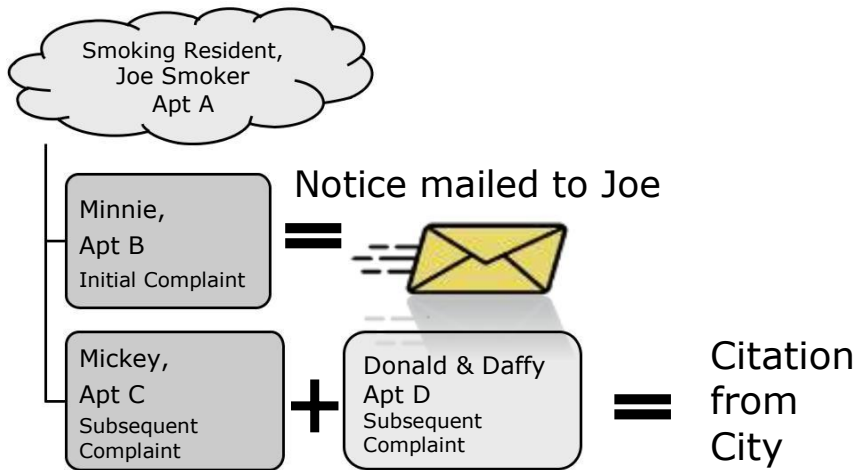 Smoking Resident,
Joe Smoker
Apt A
Notice mailed to Joe
Minnie,
Apt B
Initial Complaint
=
Mickey,
Apt C
Subsequent
Complaint
+
Donald & Daffy
Apt D
Subsequent
Complaint
=
Citation
from
City